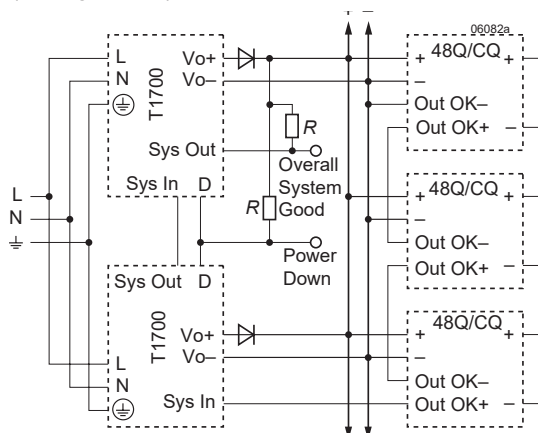 + –
06082a
L
N
T1700
Vo+
Vo–
Sys Out
Sys In D
R
Overall
System
Good
R
Power
Down
L
N
Sys Out D
T1700
Vo+
Vo–
L
N
Sys In
48Q/CQ
+ +
–
Out OK–
Out OK+ –
48Q/CQ
+ +
–
Out OK–
Out OK+ –
48Q/CQ
+ +
–
Out OK–
Out OK+ –